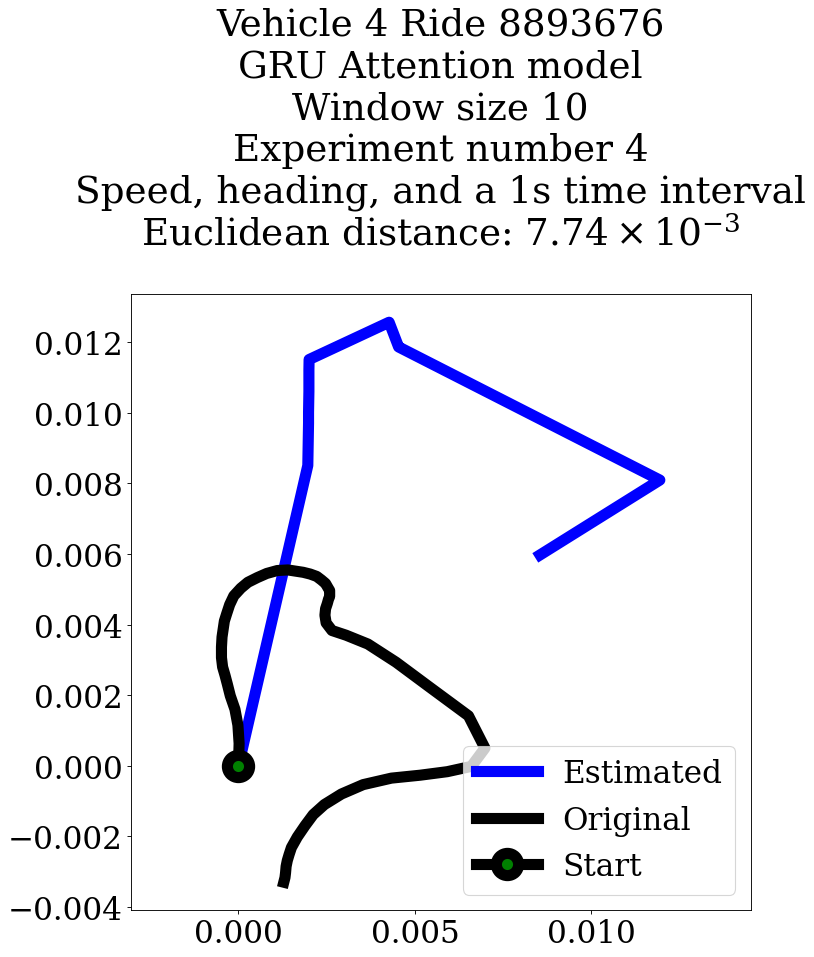 Vehicle 4 Ride 8893676
GRU Attention model
Window size 10
Experiment number 4
Speed, heading, and a 1s time interval
Euclidean distance: 7.74 × 10⁻³
0.012
0.010
0.008
0.006
0.004
0.002
0.000
−0.002
−0.004
0.000 0.005 0.010
Estimated
Original
Start